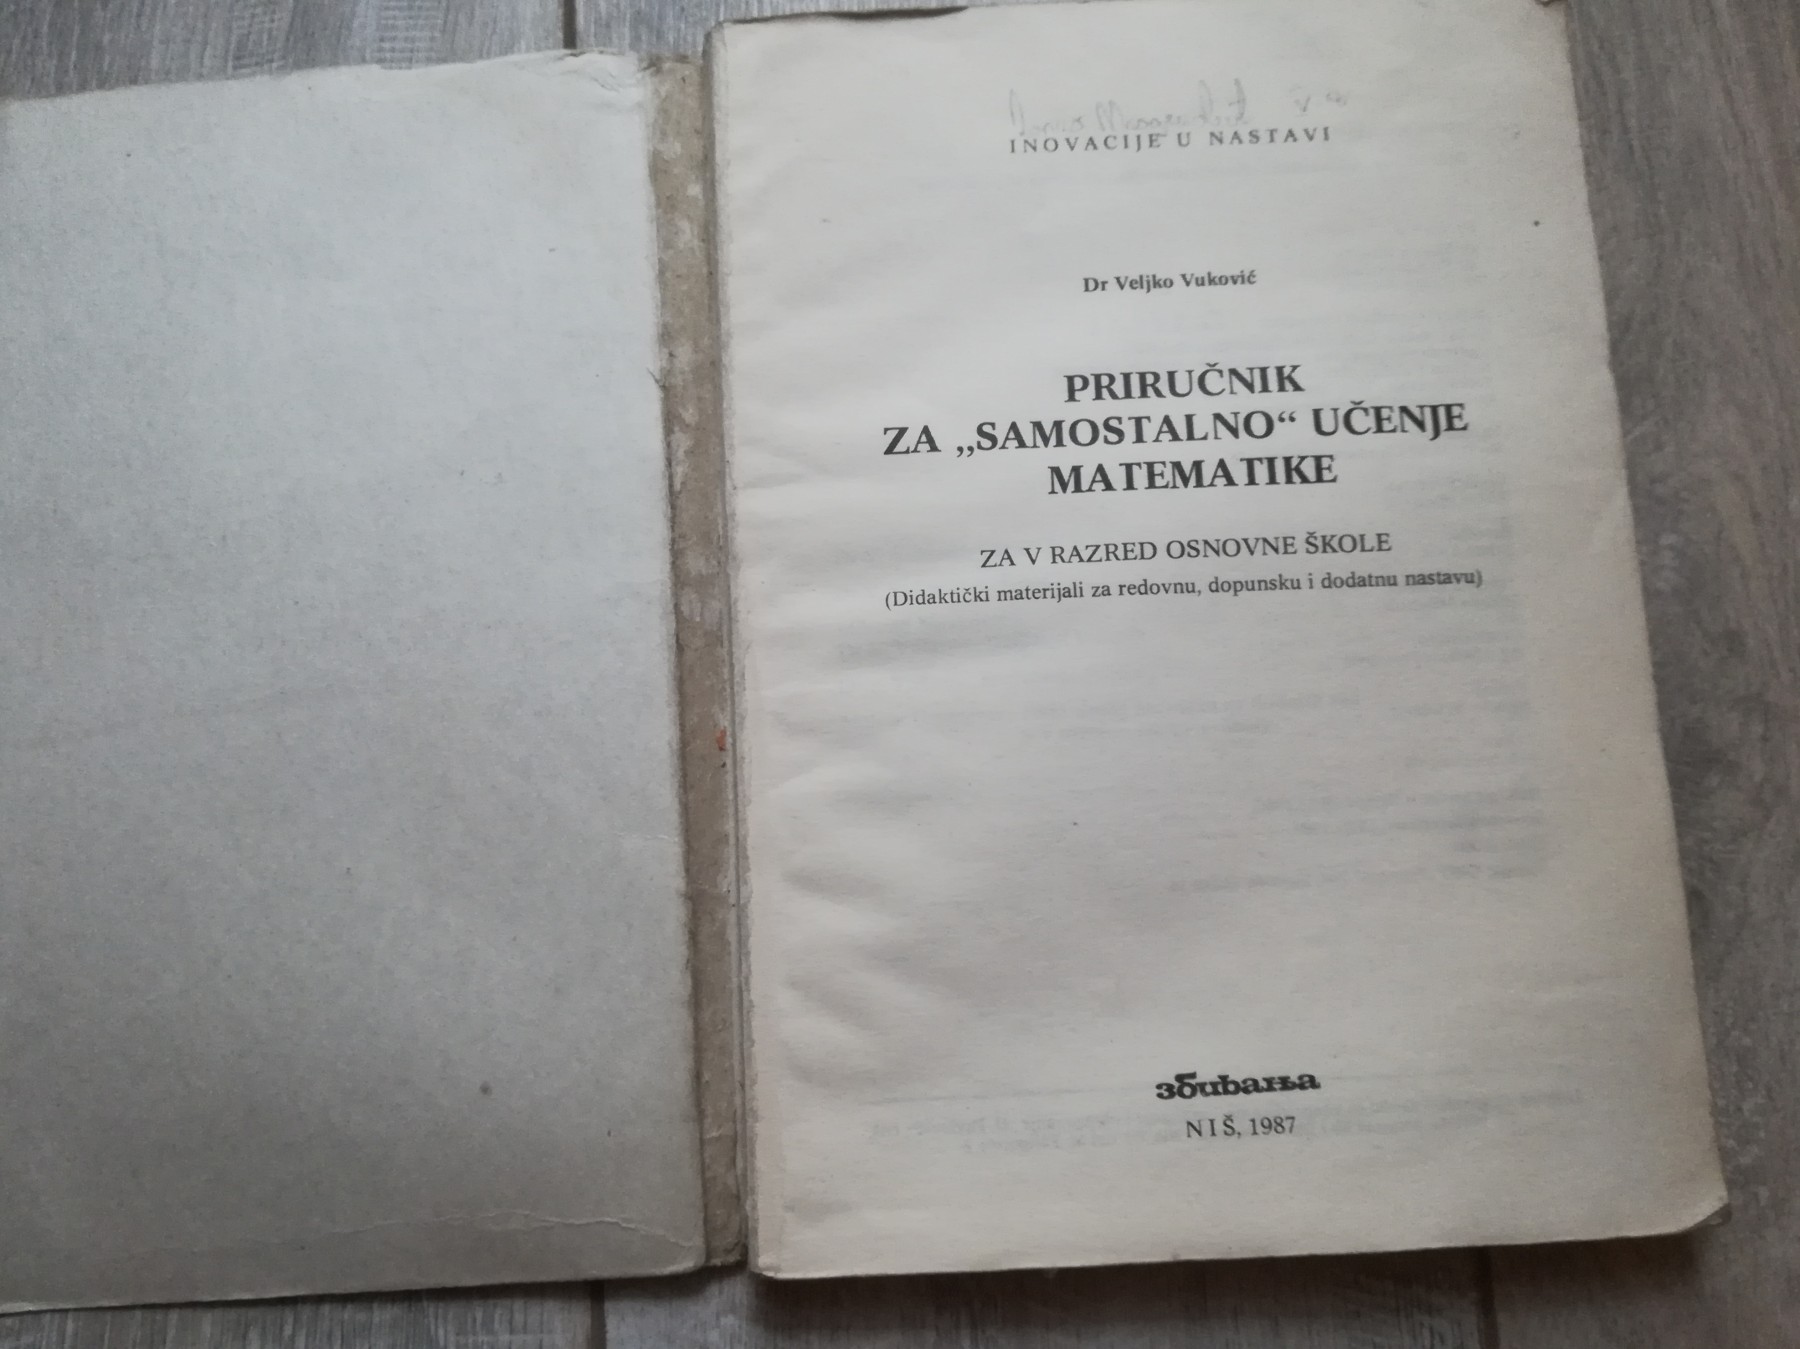 INOVACIJE U NASTAVI
Dr Veljko Vuković
PRIRUČNIK
ZA „SAMOSTALNO“ UČENJE
MATEMATIKE
ZA V RAZRED OSNOVNE ŠKOLE
(Didaktički materijali za redovnu, dopunsku i dodatnu nastavu)
збивања
NIŠ, 1987